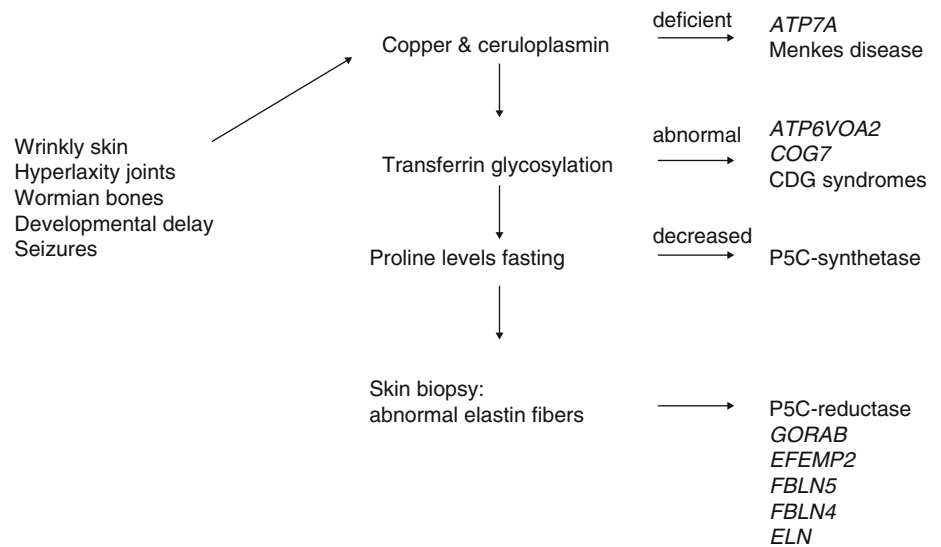 Wrinkly skin
Hyperlaxity joints
Wormian bones
Developmental delay
Seizures
Copper & ceruloplasmin
deficient
ATP7A
Menkes disease
Transferrin glycosylation
abnormal
ATP6VOA2
COG7
CDG syndromes
Proline levels fasting
decreased
P5C-synthetase
Skin biopsy:
abnormal elastin fibers
P5C-reductase
GORAB
EFEMP2
FBLN5
FBLN4
ELN